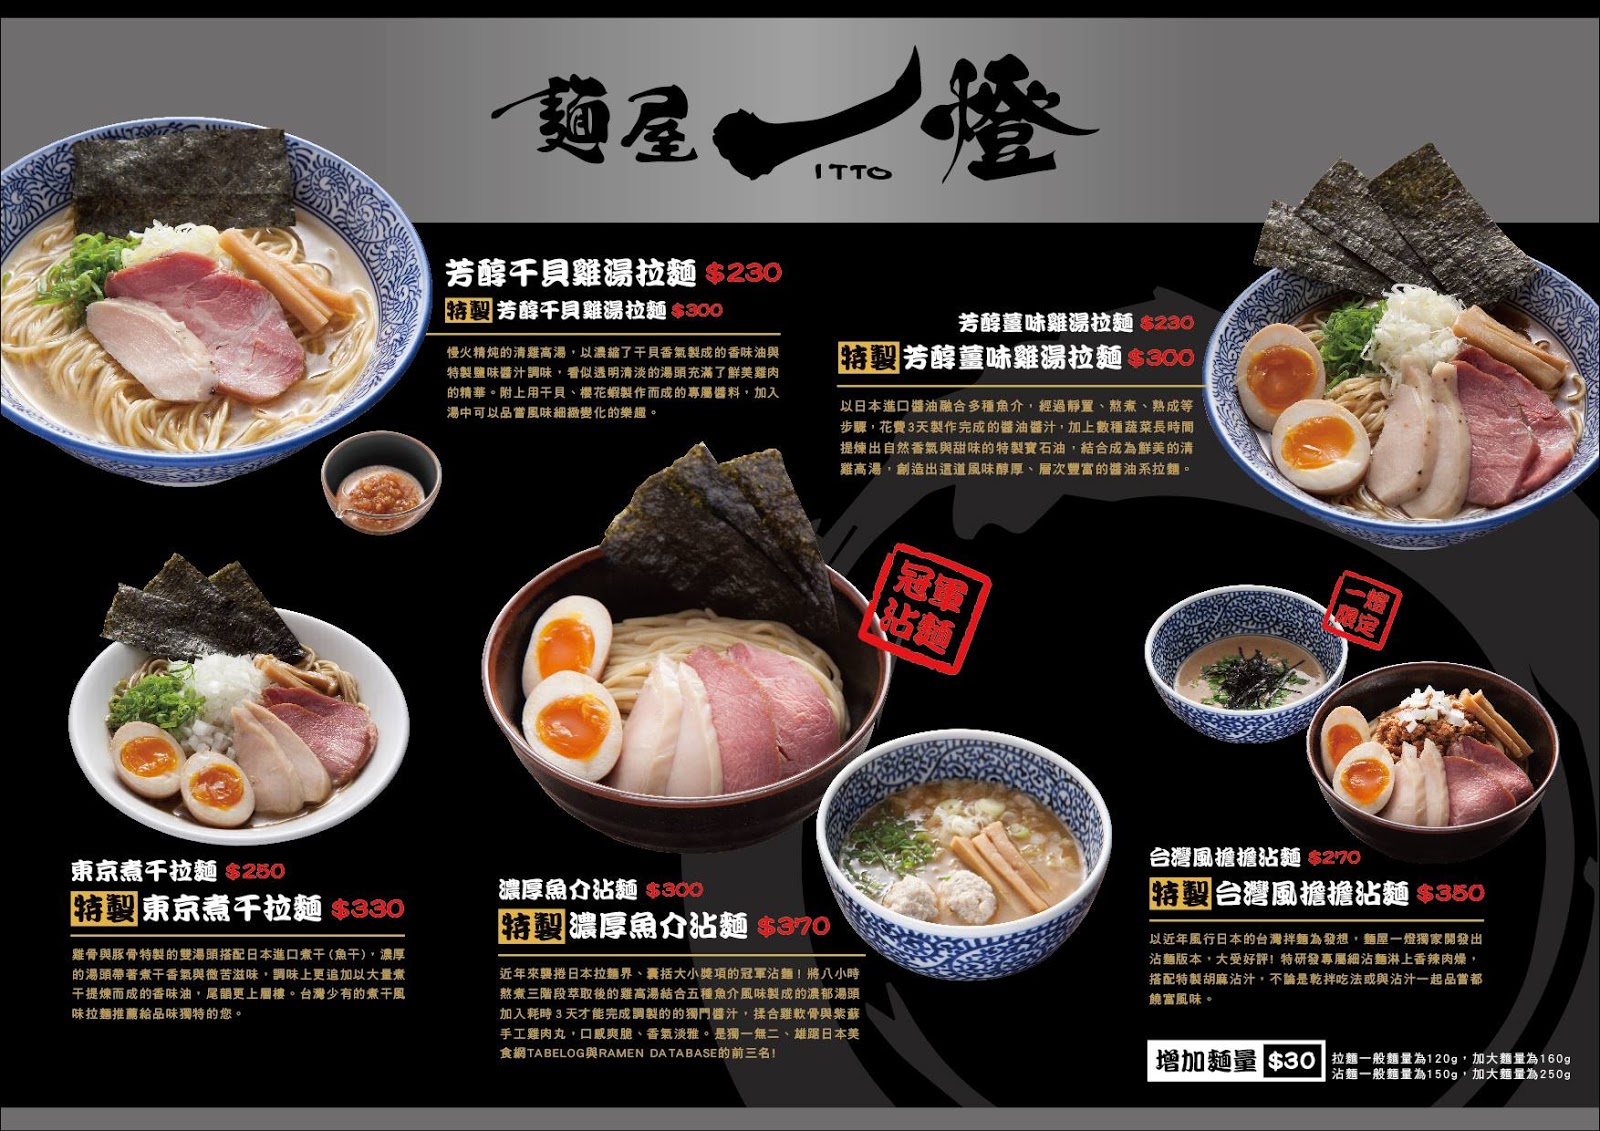 麵屋一燈
ITTO
芳醇干貝雞湯拉麵 $230
特製 芳醇干貝雞湯拉麵 $300
慢火精炖的清雞高湯，以濃縮了干貝香氣製成的香味油與
特製鹽味醬汁調味，看似透明清淡的湯頭充滿了鮮美雞肉
的精華。附上用干貝、櫻花蝦製作而成的專屬醬料，加入
湯中可以品嘗風味細緻變化的樂趣。
芳醇薑味雞湯拉麵 $230
特製 芳醇薑味雞湯拉麵 $300
以日本進口醬油融合多種魚介，經過靜置、熬煮、熟成等
步驟，花費3天製作完成的醬油醬汁，加上數種蔬菜長時間
提煉出自然香氣與甜味的特製寶石油，結合成為鮮美的清
雞高湯，創造出這道風味醇厚、層次豐富的醬油系拉麵。
冠軍
沾麵
一燈
限定
東京煮干拉麵 $250
特製 東京煮干拉麵 $330
雞骨與豚骨特製的雙湯頭搭配日本進口煮干(魚干)，濃厚
的湯頭帶著煮干香氣與微苦滋味，調味上更追加以大量煮
干提煉而成的香味油，尾韻更上層樓。台灣少有的煮干風
味拉麵推薦給品味獨特的您。
濃厚魚介沾麵 $300
特製 濃厚魚介沾麵 $370
近年來襲捲日本拉麵界、囊括大小獎項的冠軍沾麵！將八小時
熬煮三階段萃取後的雞高湯結合五種魚介風味製成的濃郁湯頭
加入耗時3天才能完成調製的的獨門醬汁，揉合雞軟骨與紫蘇
手工雞肉丸，口感爽脆、香氣淡雅。是獨一無二、雄踞日本美
食網TABELOG與RAMEN DATABASE的前三名！
台灣風擔擔沾麵 $270
特製 台灣風擔擔沾麵 $350
以近年風行日本的台灣拌麵為發想，麵屋一燈獨家開發出
沾麵版本，大受好評！特研發專屬細沾麵淋上香辣肉燥，
搭配特製胡麻沾汁，不論是乾拌吃法或與沾汁一起品嘗都
饒富風味。
增加麵量 $30
拉麵一般麵量為120g，加大麵量為160g
沾麵一般麵量為150g，加大麵量為250g